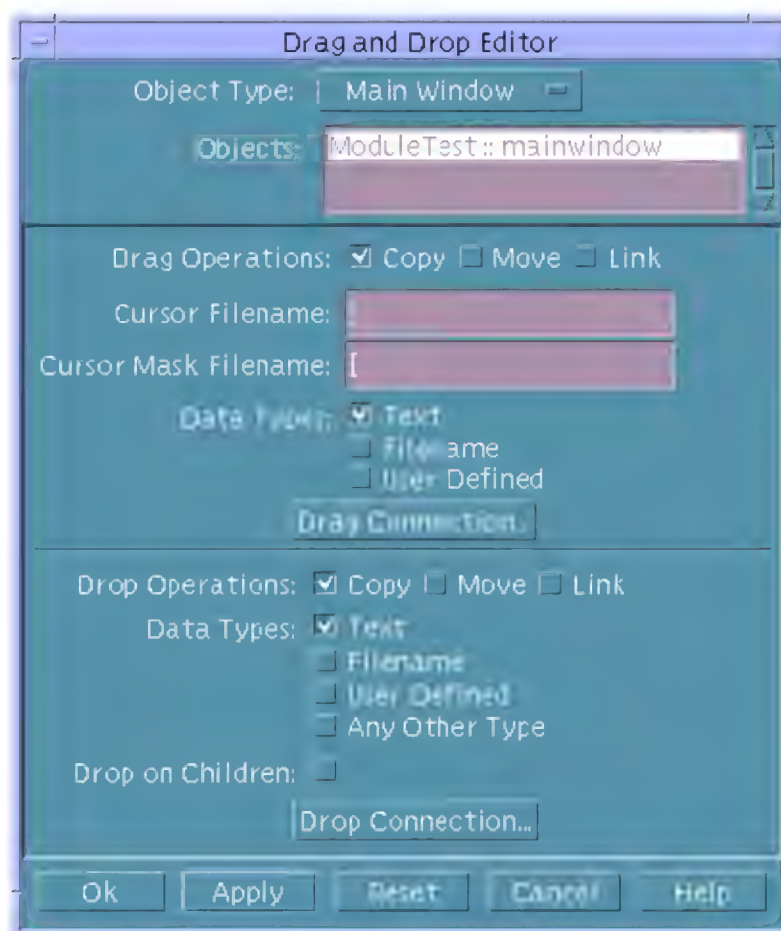 Drag and Drop Editor
Object Type: Main Window
Objects: ModuleTest :: mainwindow
Drag Operations: Copy Move Link
Cursor Filename:
Cursor Mask Filename:
Data Types: Text
Filename
User Defined
Drag Connection...
Drop Operations: Copy Move Link
Data Types: Text
Filename
User Defined
Any Other Type
Drop on Children:
Drop Connection...
Ok Apply Reset Cancel Help